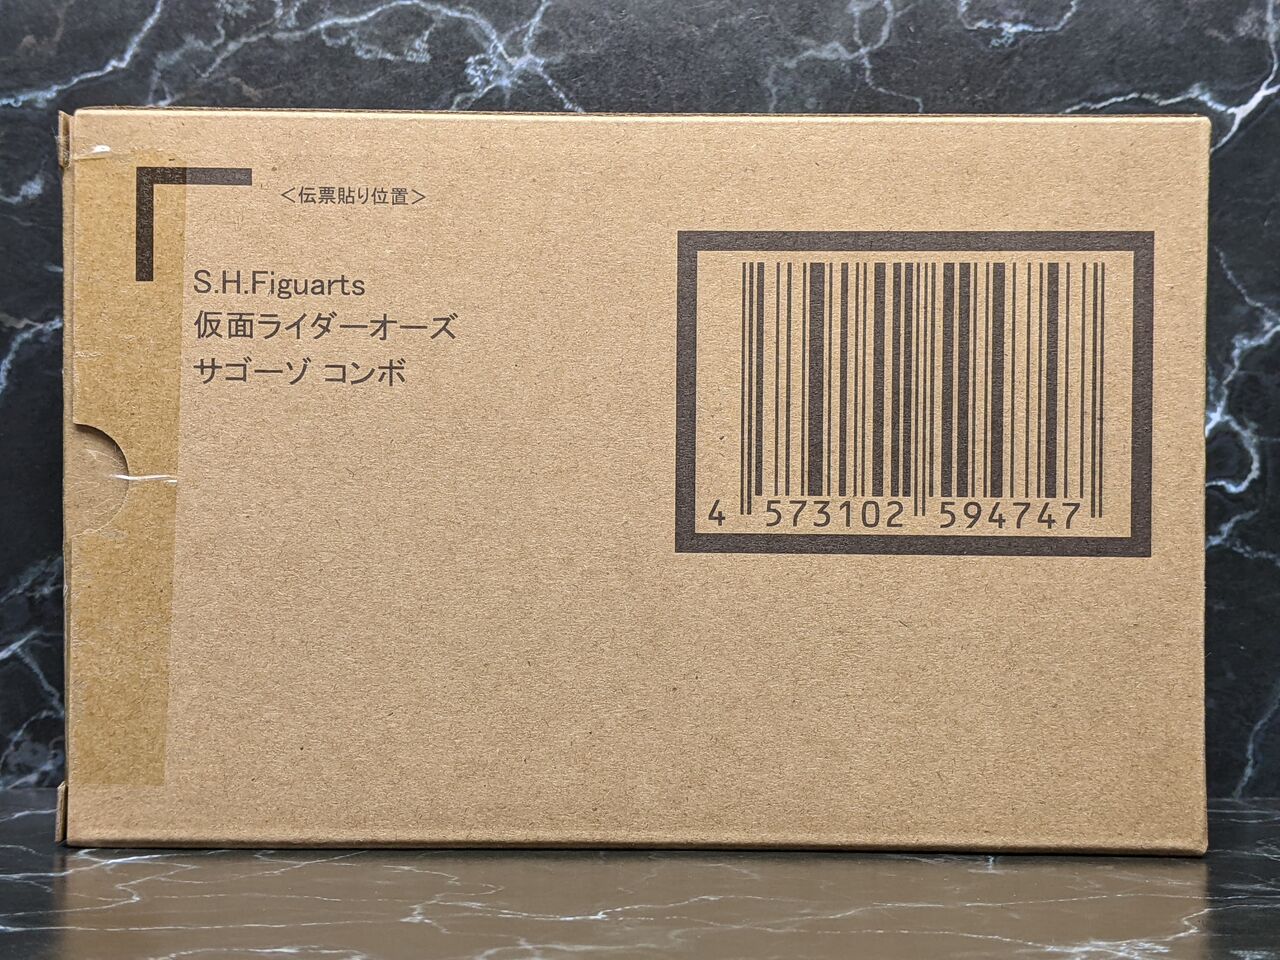 ＜伝票貼り位置＞
S.H.Figuarts
仮面ライダーオーズ
サゴーゾ コンボ
4 573102 594747